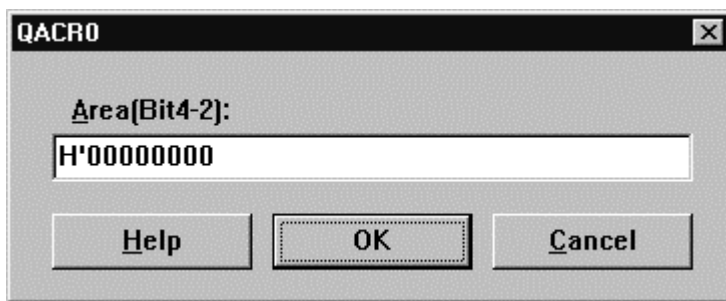 QACR0
Area(Bit4-2):
H'00000000
Help
OK
Cancel